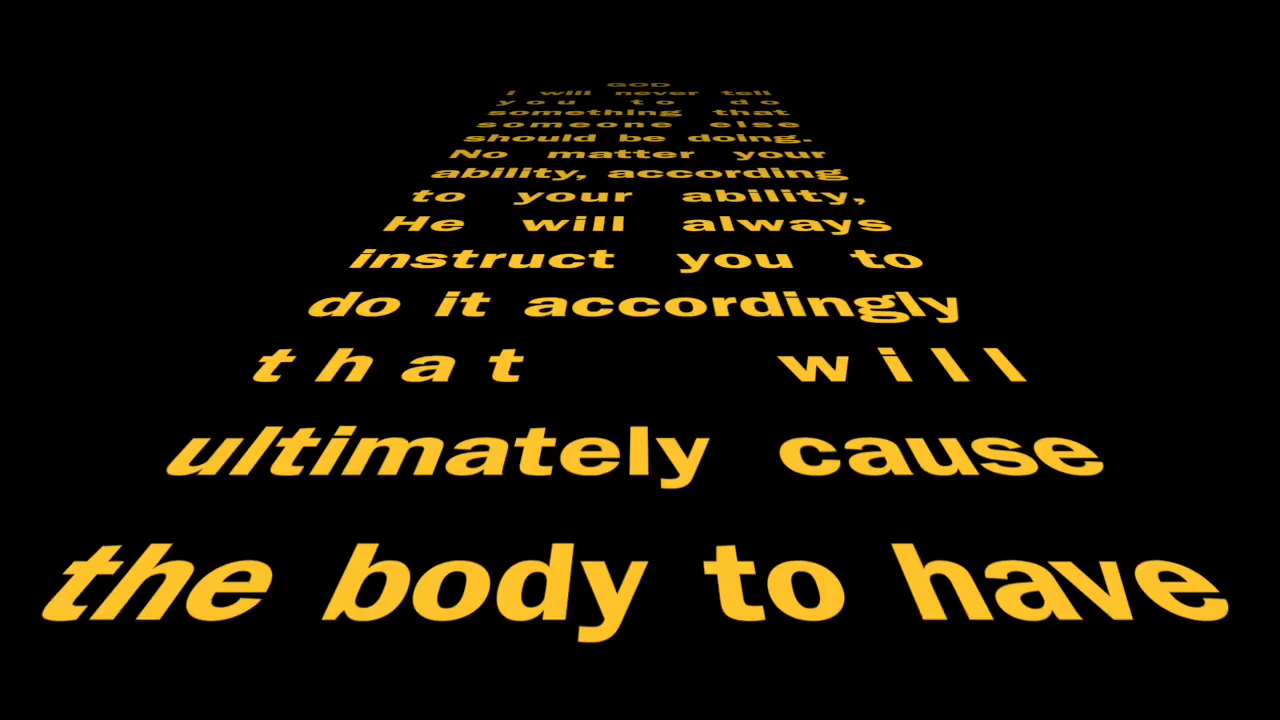 GOD
I will never tell
you to do
something that
someone else
should be doing.
No matter your
ability, according
to your ability,
He will always
instruct you to
do it accordingly
that will
ultimately cause
the body to have